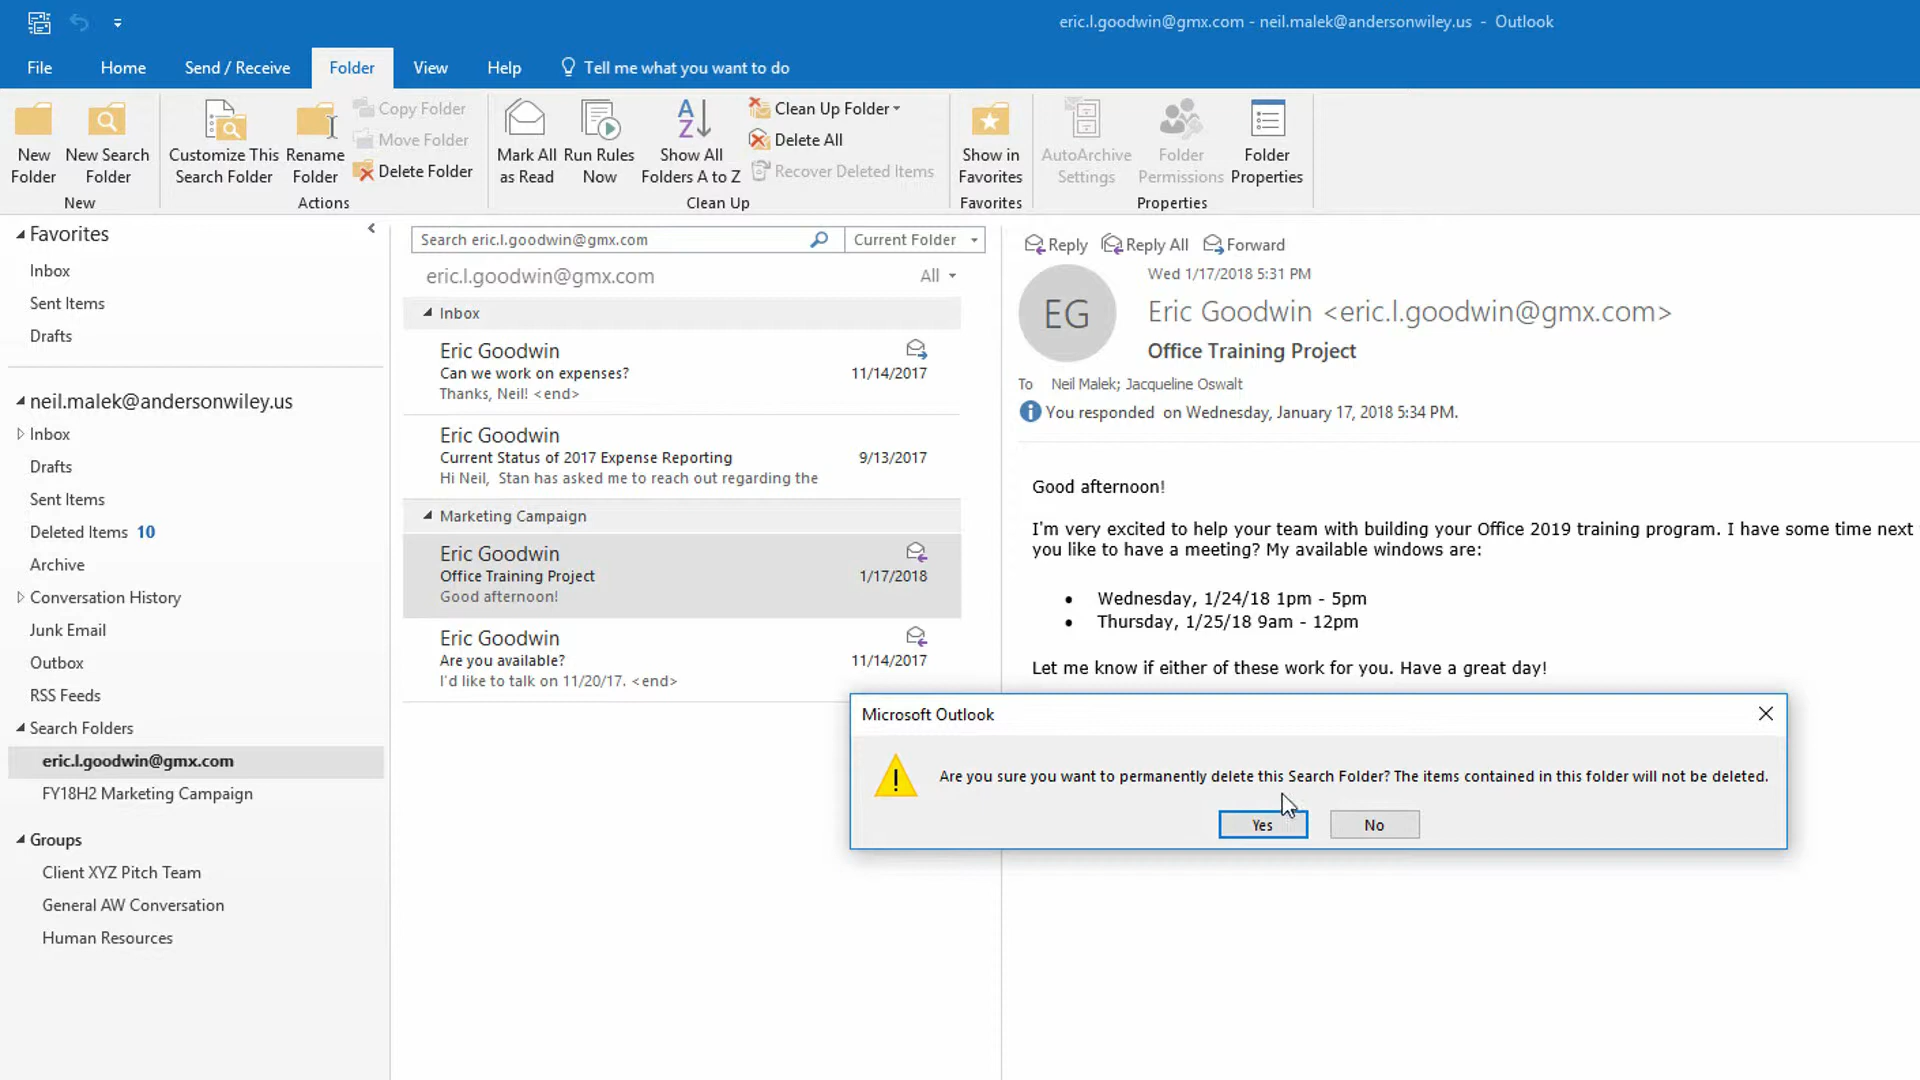 eric.l.goodwin@gmx.com - neil.malek@andersonwiley.us - Outlook
File Home Send / Receive Folder View Help Tell me what you want to do
New Folder
New Search Folder
New
Customize This Search Folder
Rename Folder
Copy Folder
Move Folder
Delete Folder
Actions
Mark All as Read
Run Rules Now
Show All Folders A to Z
Clean Up Folder
Delete All
Recover Deleted Items
Clean Up
Show in Favorites
Favorites
AutoArchive Settings
Folder Permissions
Folder Properties
Properties
Favorites
Inbox
Sent Items
Drafts
neil.malek@andersonwiley.us
Inbox
Drafts
Sent Items
Deleted Items 10
Archive
Conversation History
Junk Email
Outbox
RSS Feeds
Search Folders
eric.l.goodwin@gmx.com
FY18H2 Marketing Campaign
Groups
Client XYZ Pitch Team
General AW Conversation
Human Resources
Search eric.l.goodwin@gmx.com Current Folder
eric.l.goodwin@gmx.com All
Inbox
Eric Goodwin
Can we work on expenses? 11/14/2017
Thanks, Neil! <end>
Eric Goodwin
Current Status of 2017 Expense Reporting 9/13/2017
Hi Neil, Stan has asked me to reach out regarding the
Marketing Campaign
Eric Goodwin
Office Training Project 1/17/2018
Good afternoon!
Eric Goodwin
Are you available? 11/14/2017
I'd like to talk on 11/20/17. <end>
Reply Reply All Forward
Wed 1/17/2018 5:31 PM
EG
Eric Goodwin <eric.l.goodwin@gmx.com>
Office Training Project
To Neil Malek; Jacqueline Oswalt
You responded on Wednesday, January 17, 2018 5:34 PM.
Good afternoon!
I'm very excited to help your team with building your Office 2019 training program. I have some time next
you like to have a meeting? My available windows are:
• Wednesday, 1/24/18 1pm - 5pm
• Thursday, 1/25/18 9am - 12pm
Let me know if either of these work for you. Have a great day!
Microsoft Outlook
Are you sure you want to permanently delete this Search Folder? The items contained in this folder will not be deleted.
Yes No